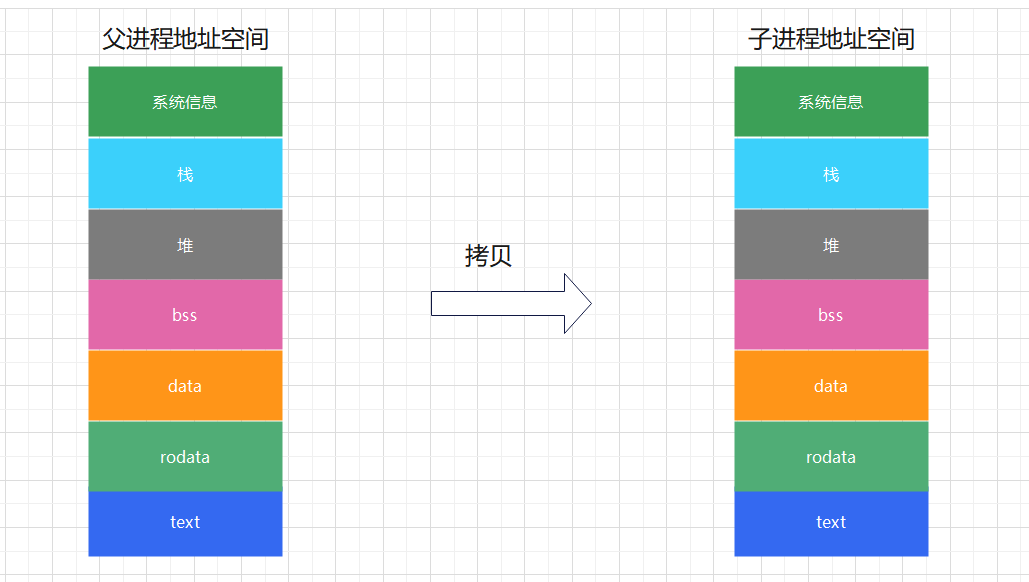 父进程地址空间
系统信息
栈
堆
bss
data
rodata
text
拷贝
子进程地址空间
系统信息
栈
堆
bss
data
rodata
text